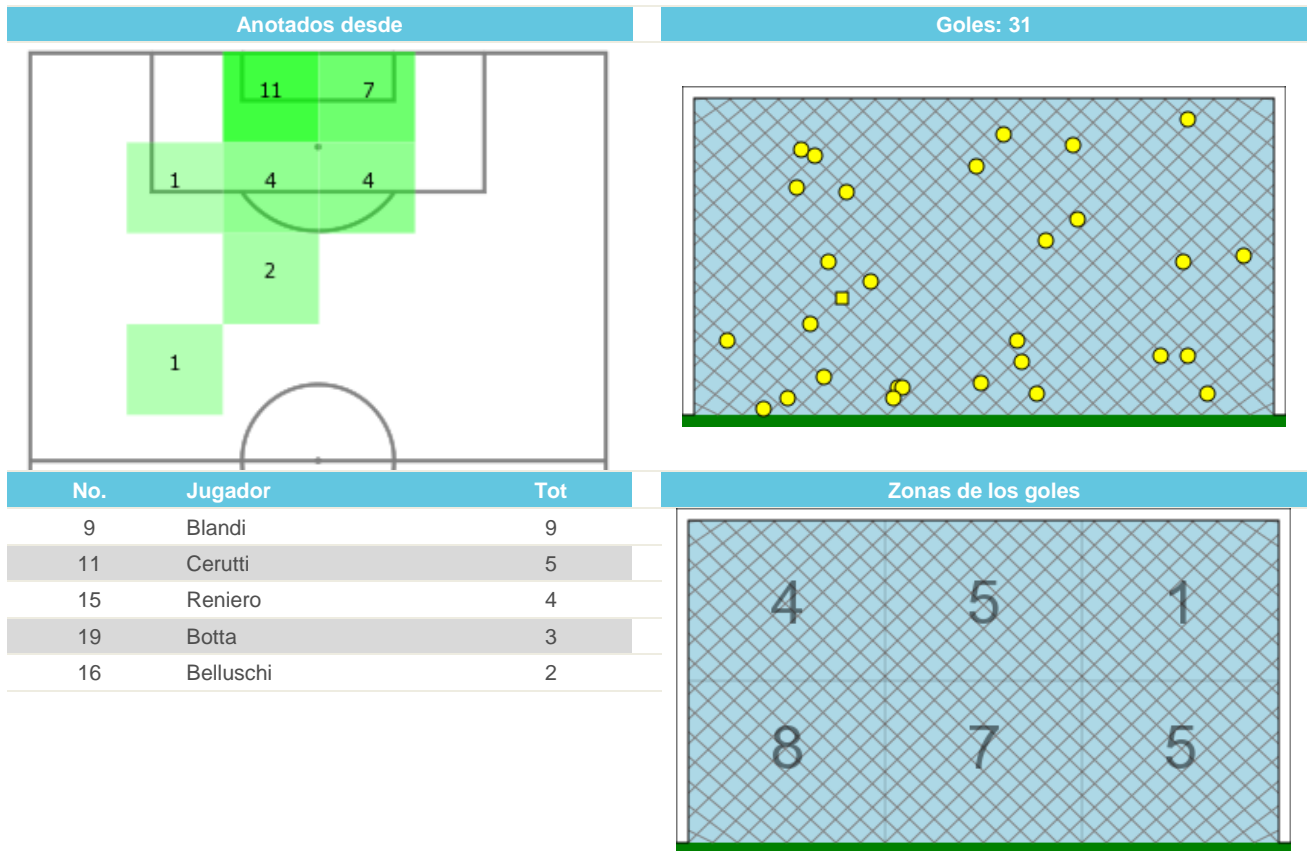 Anotados desde
Goles: 31
11 7
1 4 4
2
1
No. Jugador Tot
9 Blandi 9
11 Cerutti 5
15 Reniero 4
19 Botta 3
16 Belluschi 2
Zonas de los goles
4 5 1
8 7 5